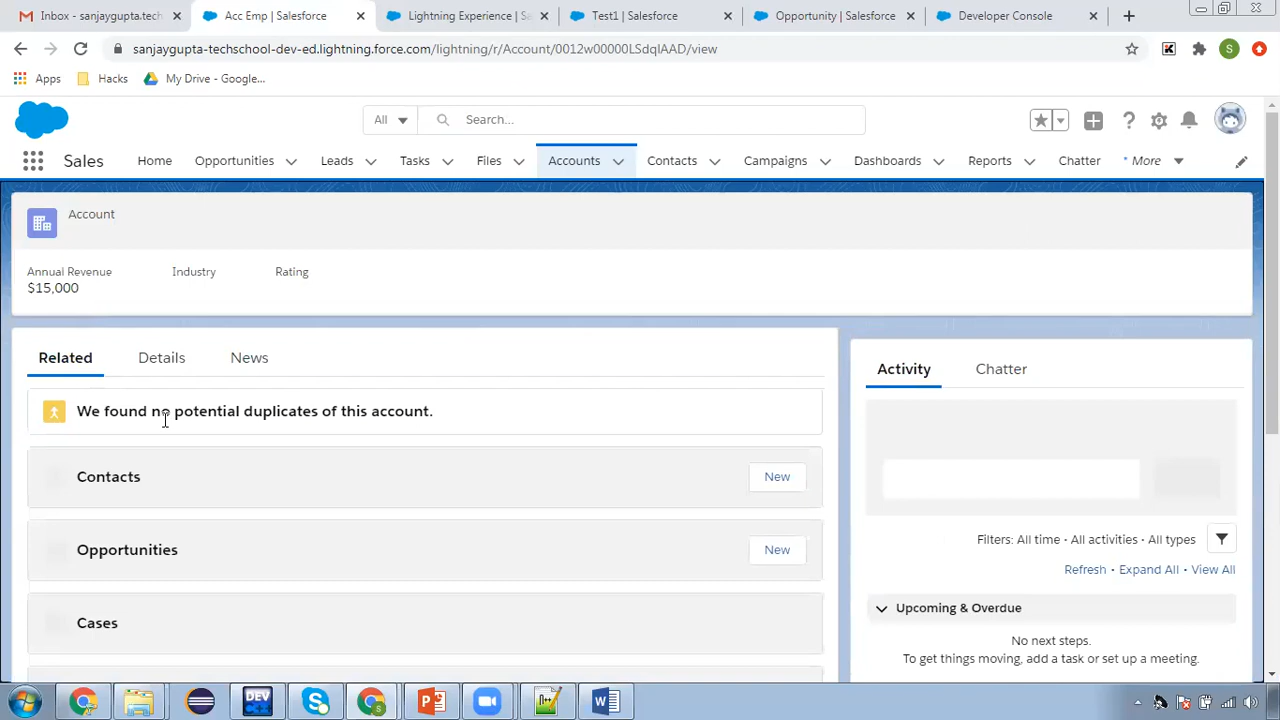 Inbox - sanjaygupta.tech
Acc Emp | Salesforce
Lightning Experience | Sa
Test1 | Salesforce
Opportunity | Salesforce
Developer Console
sanjaygupta-techschool-dev-ed.lightning.force.com/lightning/r/Account/0012w00000LSdqIAAD/view
S
Apps
Hacks
My Drive - Google...
All
Search...
Sales
Home
Opportunities
Leads
Tasks
Files
Accounts
Contacts
Campaigns
Dashboards
Reports
Chatter
* More
Account
Annual Revenue
Industry
Rating
$15,000
Related
Details
News
Activity
Chatter
We found no potential duplicates of this account.
Contacts
New
Opportunities
New
Cases
Filters: All time • All activities • All types
Refresh • Expand All • View All
Upcoming & Overdue
No next steps.
To get things moving, add a task or set up a meeting.
DEV